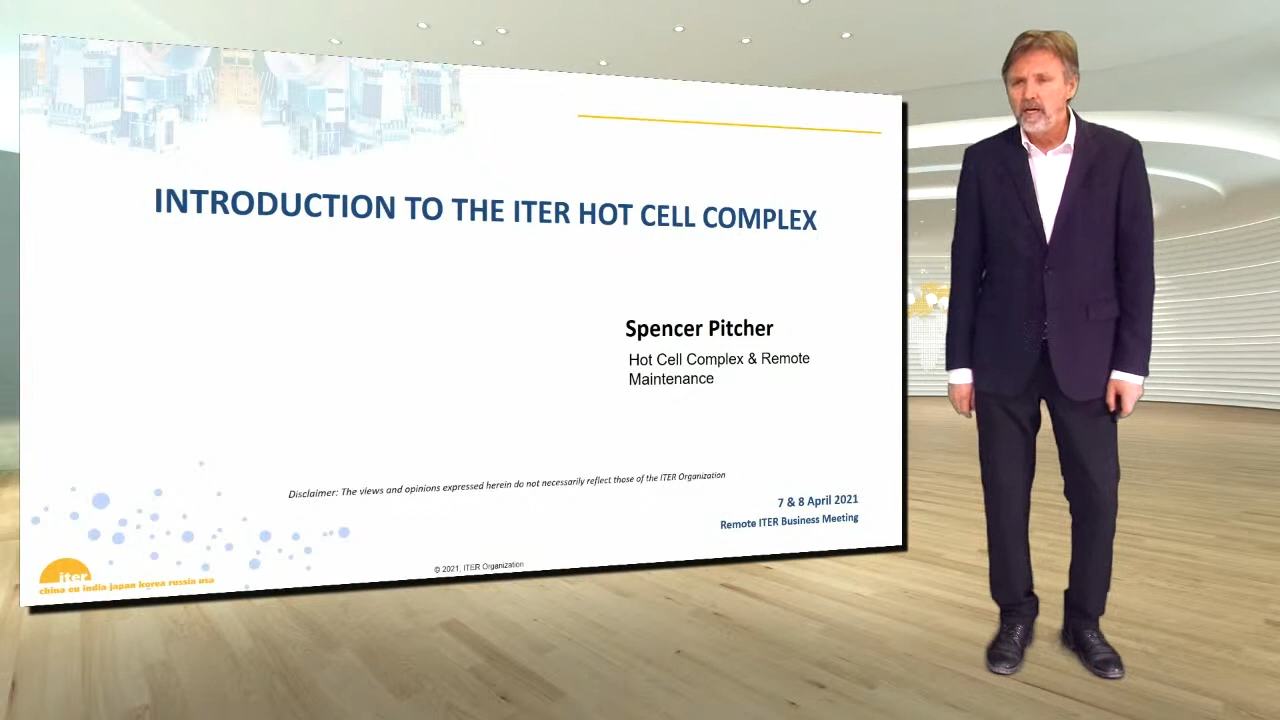 INTRODUCTION TO THE ITER HOT CELL COMPLEX
Spencer Pitcher
Hot Cell Complex & Remote
Maintenance
Disclaimer: The views and opinions expressed herein do not necessarily reflect those of the ITER Organization
7 & 8 April 2021
Remote ITER Business Meeting
© 2021, ITER Organization
iter
china eu india japan korea russia usa